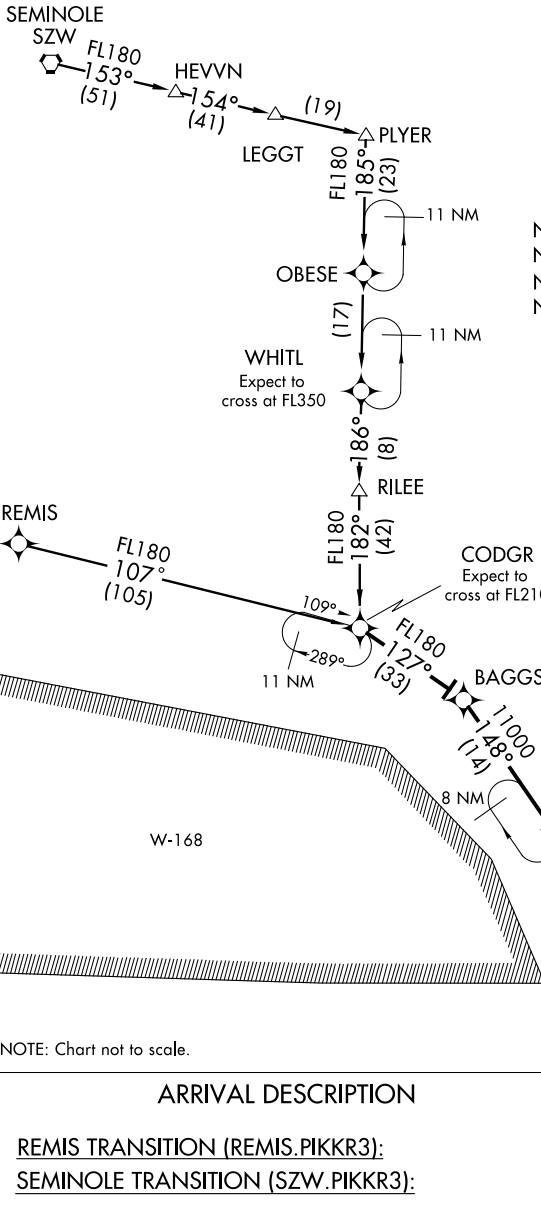 SEMINOLE
SZW
FL180
153°
(51)
HEVVN
154°
(41)
LEGGT
(19)
PLYER
FL180
185°
(23)
11 NM
OBESE
(17)
11 NM
WHITL
Expect to
cross at FL350
186°
(8)
RILEE
FL180
182°
(42)
REMIS
FL180
107°
(105)
CODGR
Expect to
cross at FL210
109°
289°
11 NM
FL180
127°
(33)
BAGGS
11000
148°
(14)
8 NM
W-168
NOTE: Chart not to scale.
ARRIVAL DESCRIPTION
REMIS TRANSITION (REMIS.PIKKR3):
SEMINOLE TRANSITION (SZW.PIKKR3):